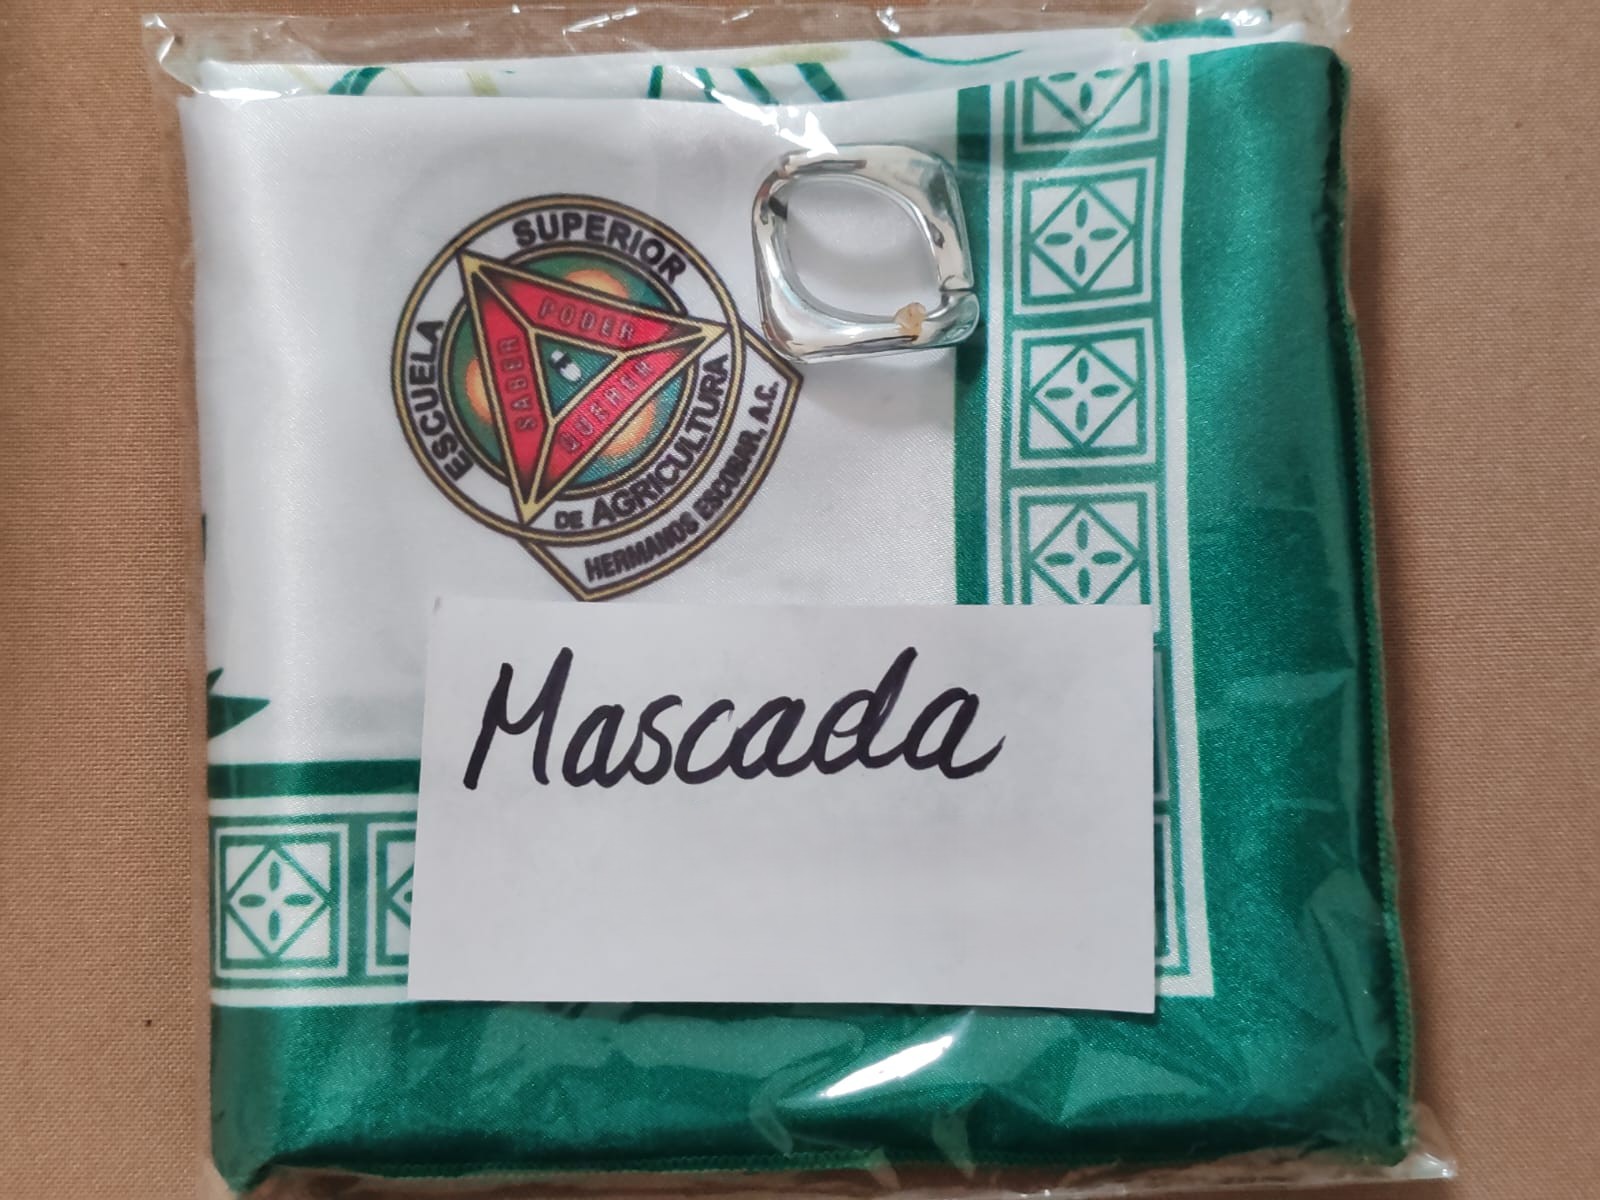 ESCUELA SUPERIOR
DE AGRICULTURA
HERMANOS ESCOBAR, A.C.
SABER
PODER
QUERER
Mascada